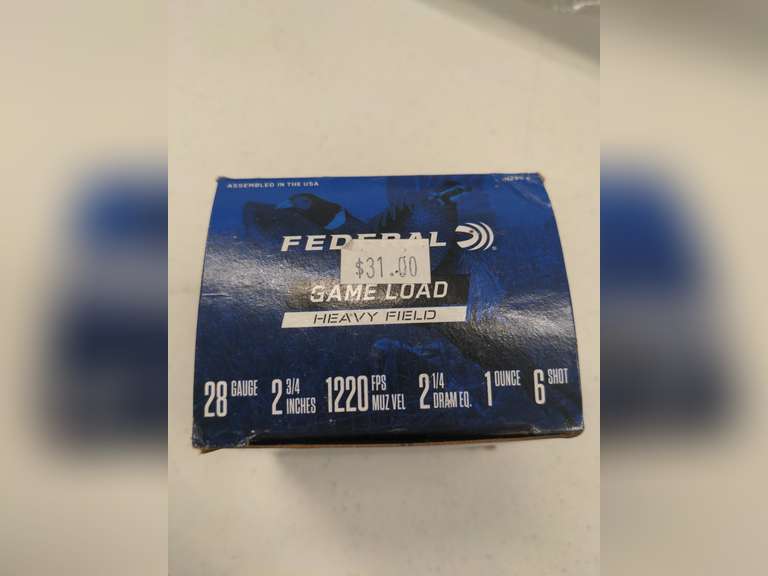 ASSEMBLED IN THE USA
FEDERAL
$31.00
GAME LOAD
HEAVY FIELD
28 GAUGE 2 3/4 INCHES 1220 FPS MUZ VEL 2 1/4 DRAM EQ. 1 OUNCE 6 SHOT